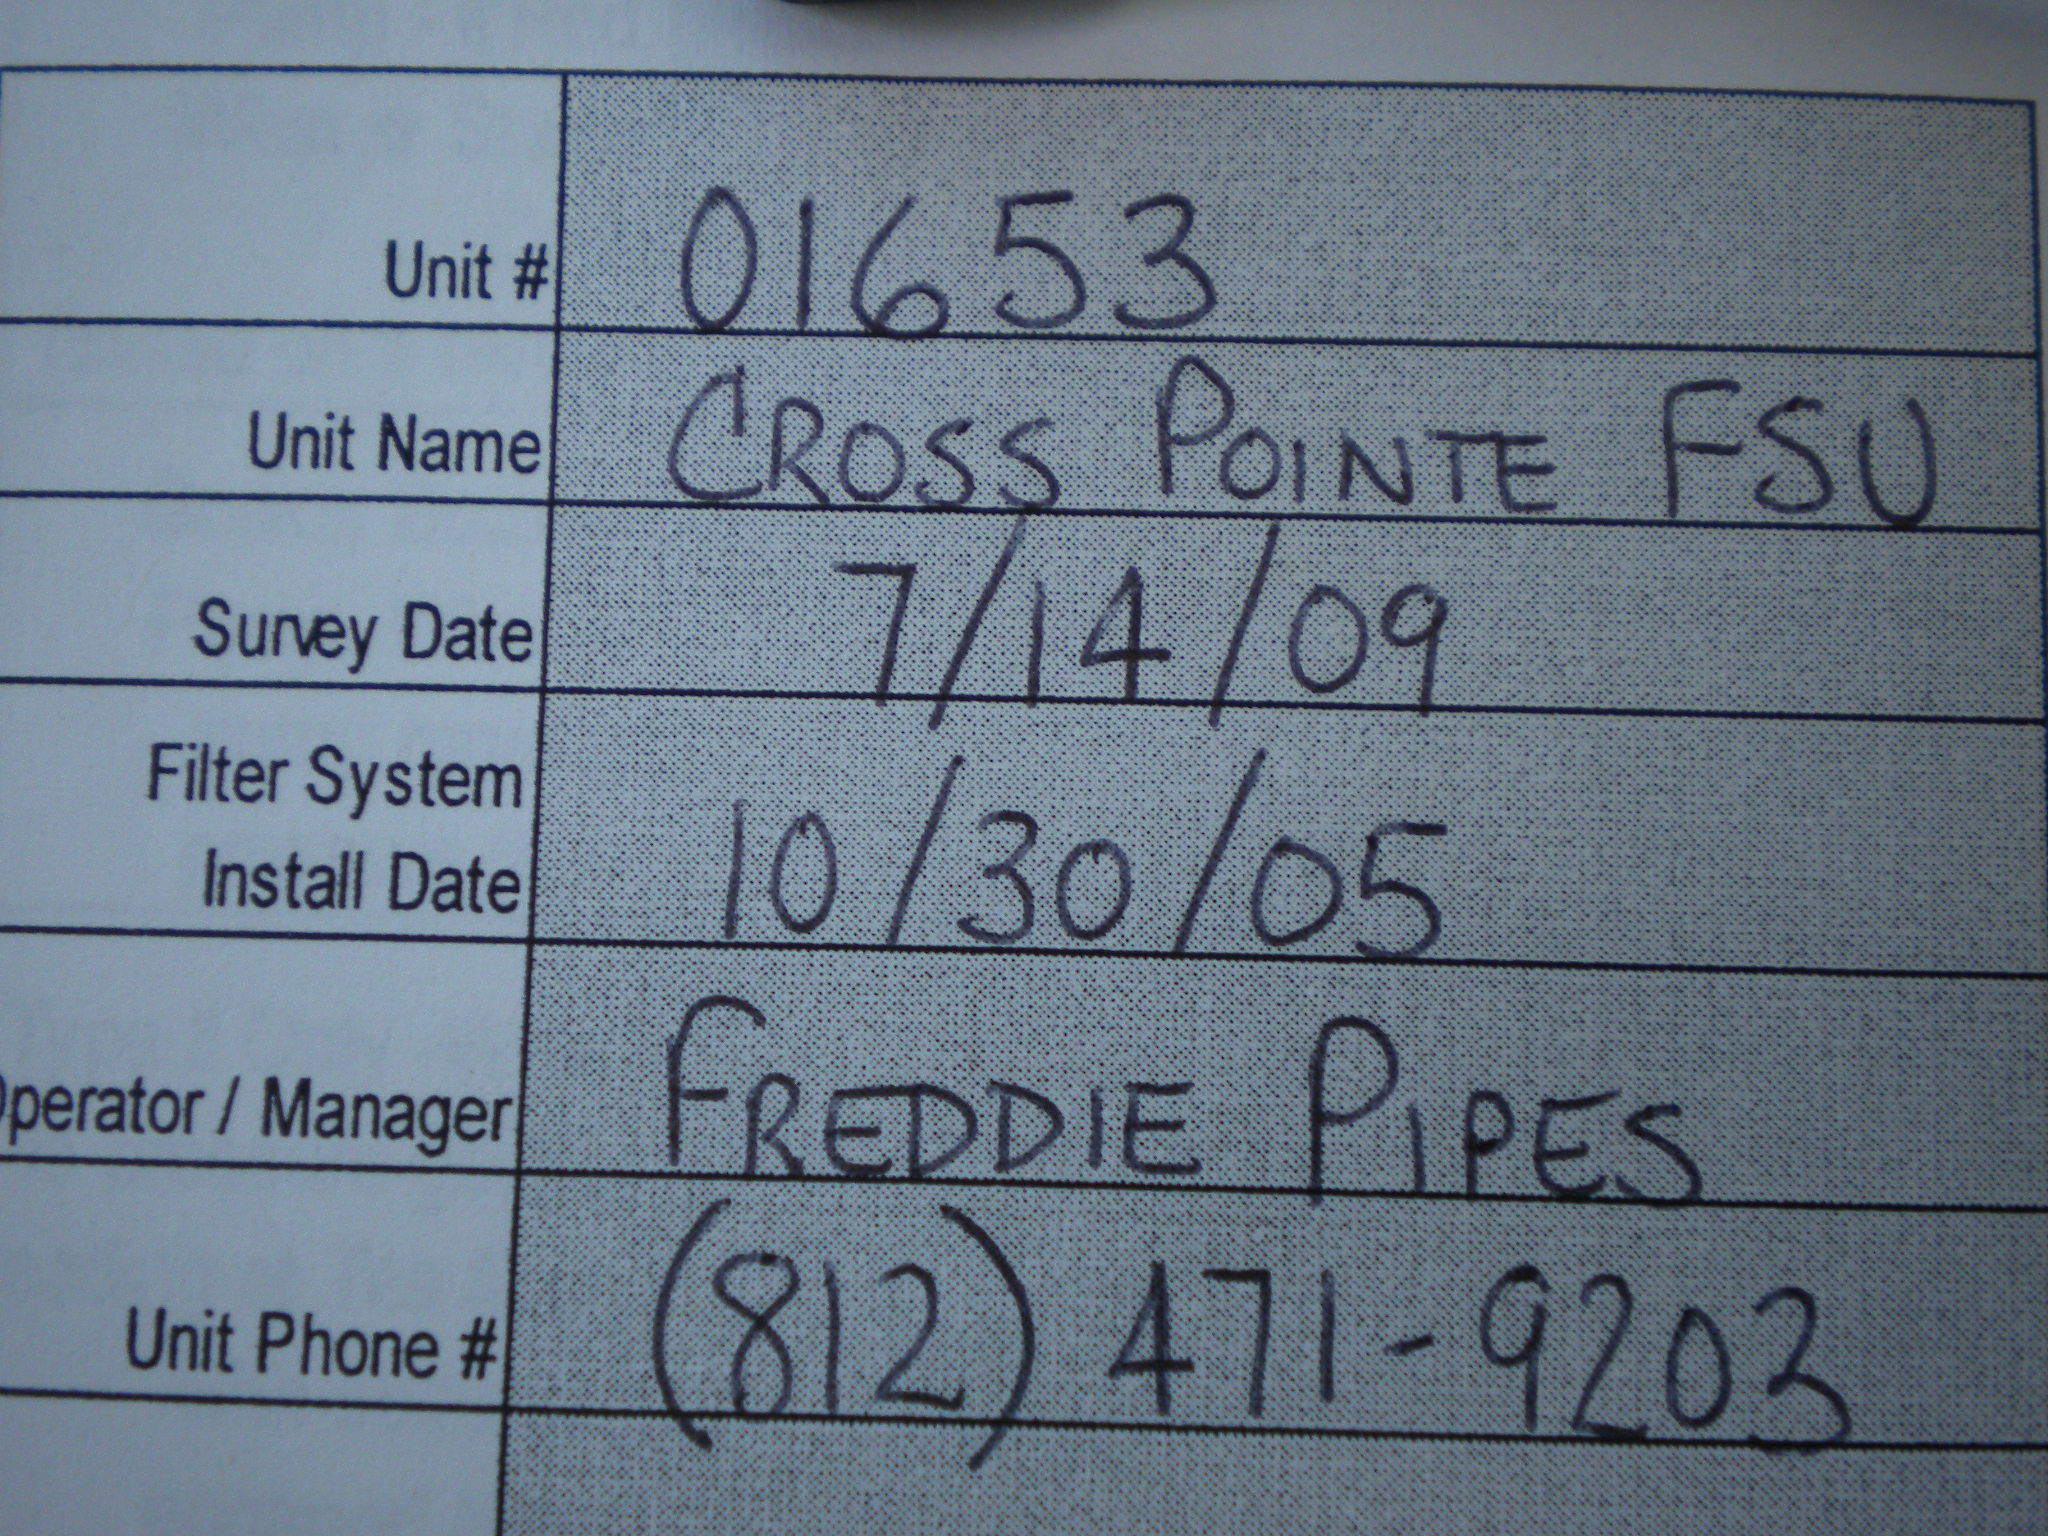 Unit # 01653
Unit Name CROSS POINTE FSU
Survey Date 7/14/09
Filter System
Install Date 10/30/05
Operator / Manager FREDDIE PIPES
Unit Phone # (812) 471-9203